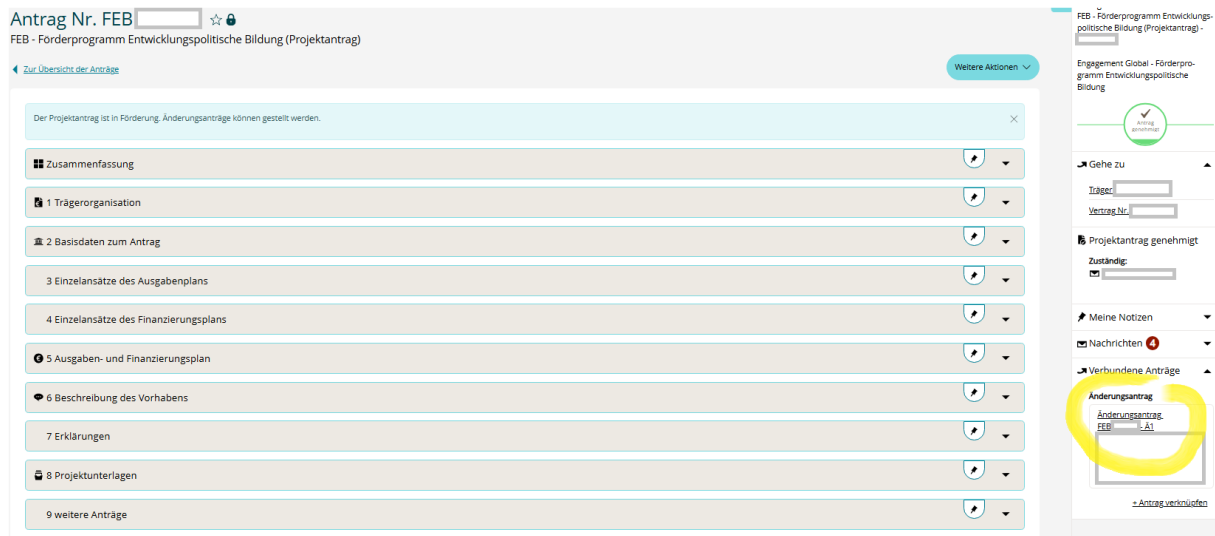 Antrag Nr. FEB
FEB - Förderprogramm Entwicklungspolitische Bildung (Projektantrag)
Zur Übersicht der Anträge
Weitere Aktionen
Der Projektantrag ist in Förderung. Änderungsanträge können gestellt werden.
Zusammenfassung
1 Trägerorganisation
2 Basisdaten zum Antrag
3 Einzelansätze des Ausgabenplans
4 Einzelansätze des Finanzierungsplans
5 Ausgaben- und Finanzierungsplan
6 Beschreibung des Vorhabens
7 Erklärungen
8 Projektunterlagen
9 weitere Anträge
FEB - Förderprogramm Entwicklungs-
politische Bildung (Projektantrag) -
Engagement Global - Förderpro-
gramm Entwicklungspolitische
Bildung
Antrag
genehmigt
Gehe zu
Träger
Vertrag Nr.
Projektantrag genehmigt
Zuständig:
Meine Notizen
Nachrichten 4
Verbundene Anträge
Änderungsantrag
Änderungsantrag
FEB - Ä1
+ Antrag verknüpfen